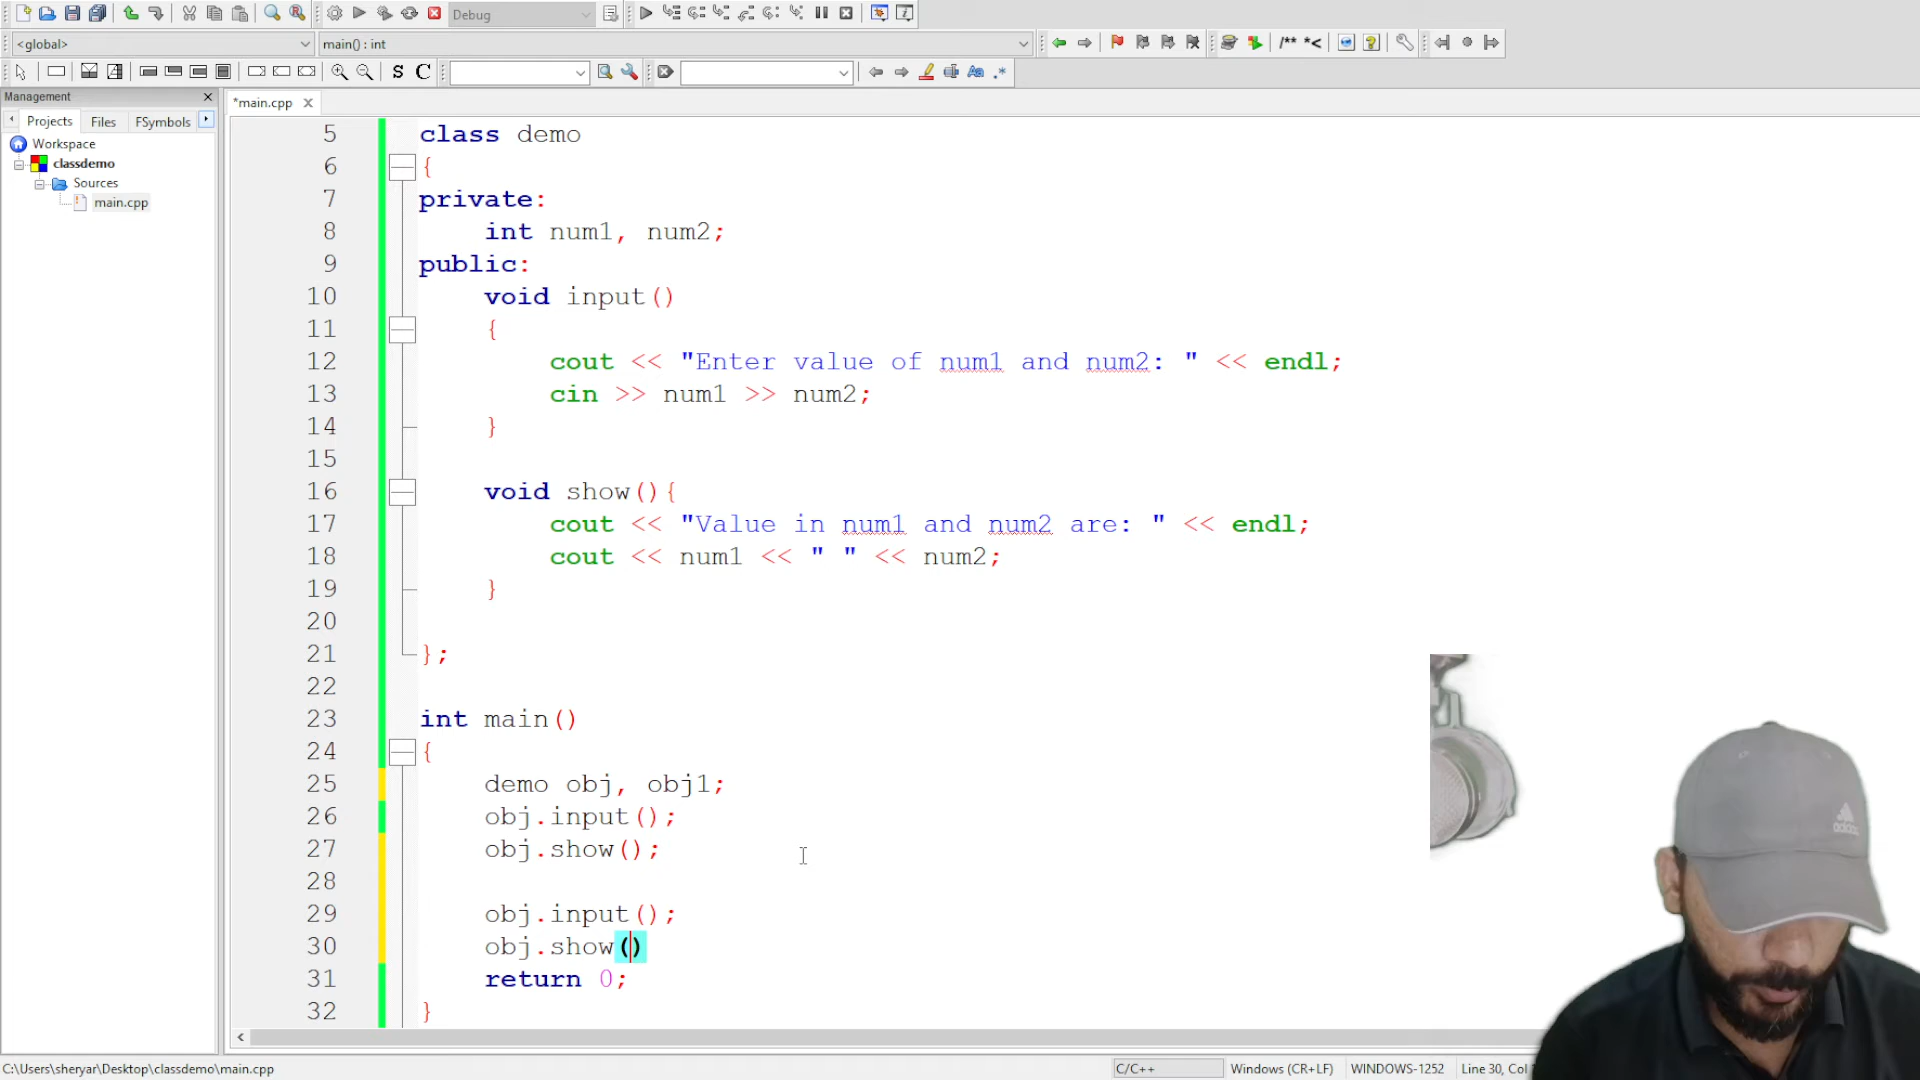 Debug
<global>
main() : int
S C
Aa .*
/** *<
Management
*main.cpp
Projects Files FSymbols
Workspace
classdemo
Sources
main.cpp
5 class demo
6 {
7 private:
8 int num1, num2;
9 public:
10 void input()
11 {
12 cout << "Enter value of num1 and num2: " << endl;
13 cin >> num1 >> num2;
14 }
15
16 void show(){
17 cout << "Value in num1 and num2 are: " << endl;
18 cout << num1 << " " << num2;
19 }
20
21 };
22
23 int main()
24 {
25 demo obj, obj1;
26 obj.input();
27 obj.show();
28
29 obj.input();
30 obj.show()
31 return 0;
32 }
adidas
C:\Users\sheryar\Desktop\classdemo\main.cpp
C/C++
Windows (CR+LF)
WINDOWS-1252
Line 30, Col